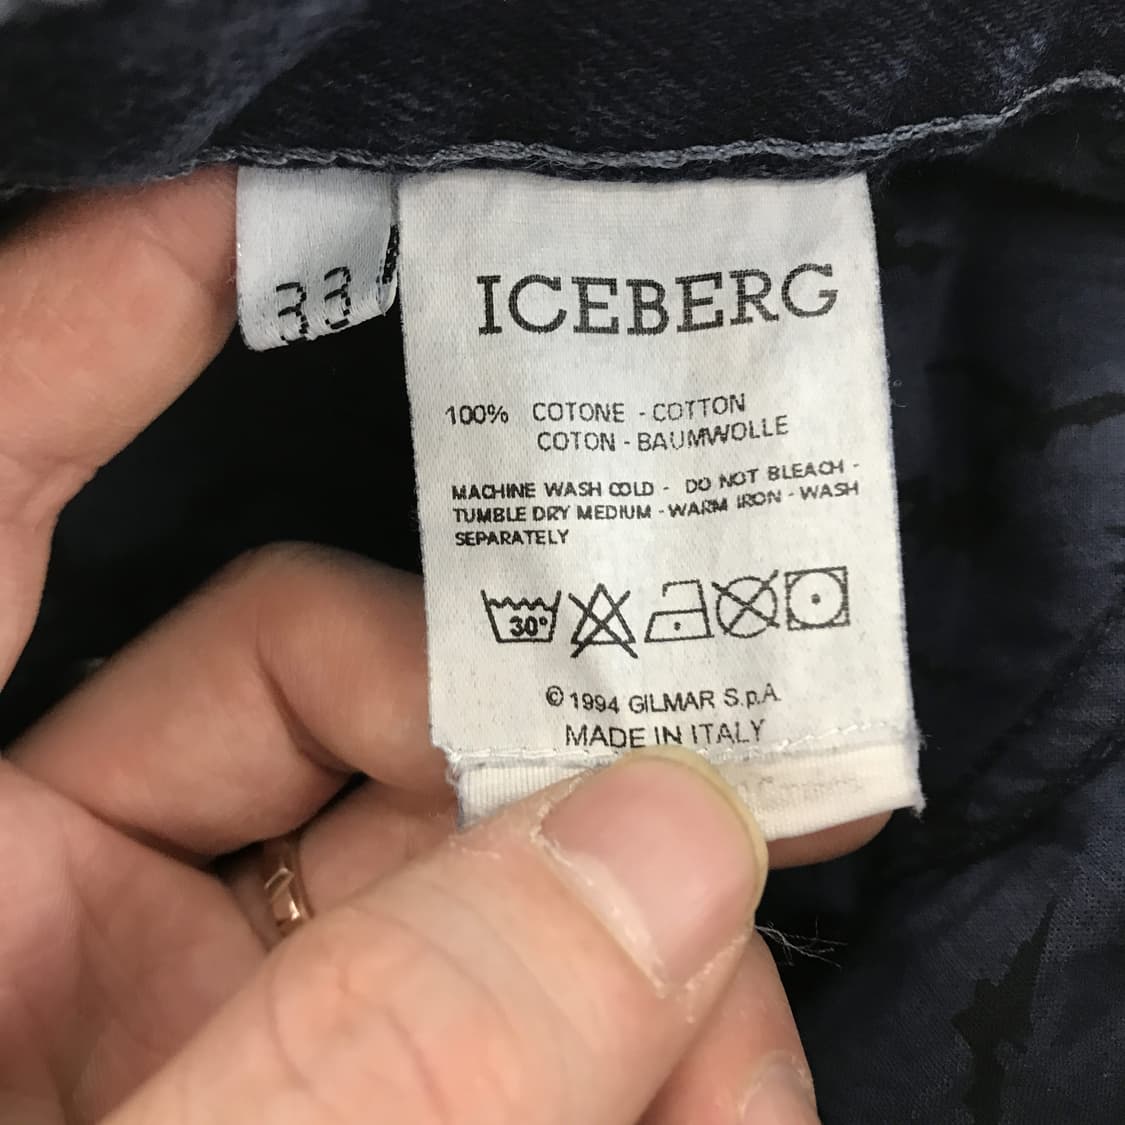 33
ICEBERG
100% COTONE - COTTON
COTON - BAUMWOLLE
MACHINE WASH COLD - DO NOT BLEACH -
TUMBLE DRY MEDIUM - WARM IRON - WASH
SEPARATELY
30°
© 1994 GILMAR S.p.A.
MADE IN ITALY